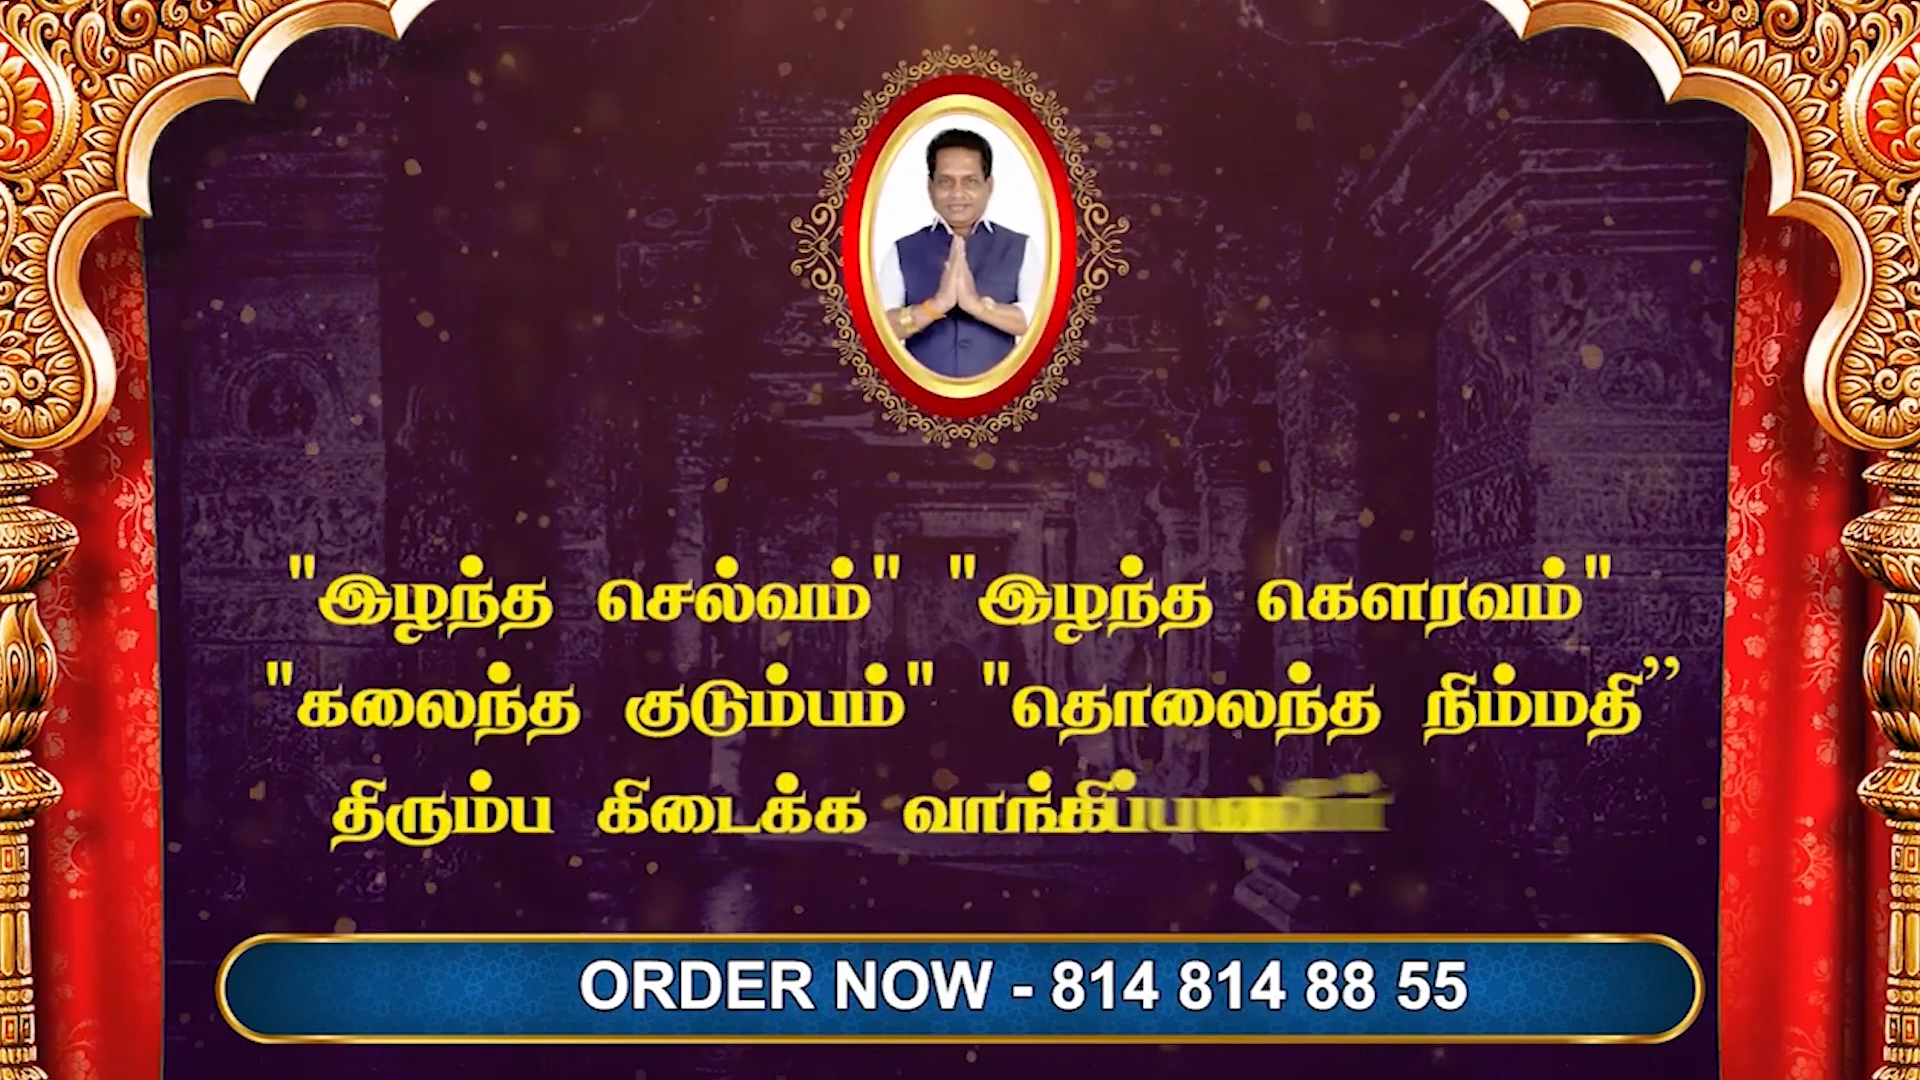 "இழந்த செல்வம்" "இழந்த கௌரவம்"
"கலைந்த குடும்பம்" "தொலைந்த நிம்மதி”
திரும்ப கிடைக்க
ORDER NOW - 814 814 88 55